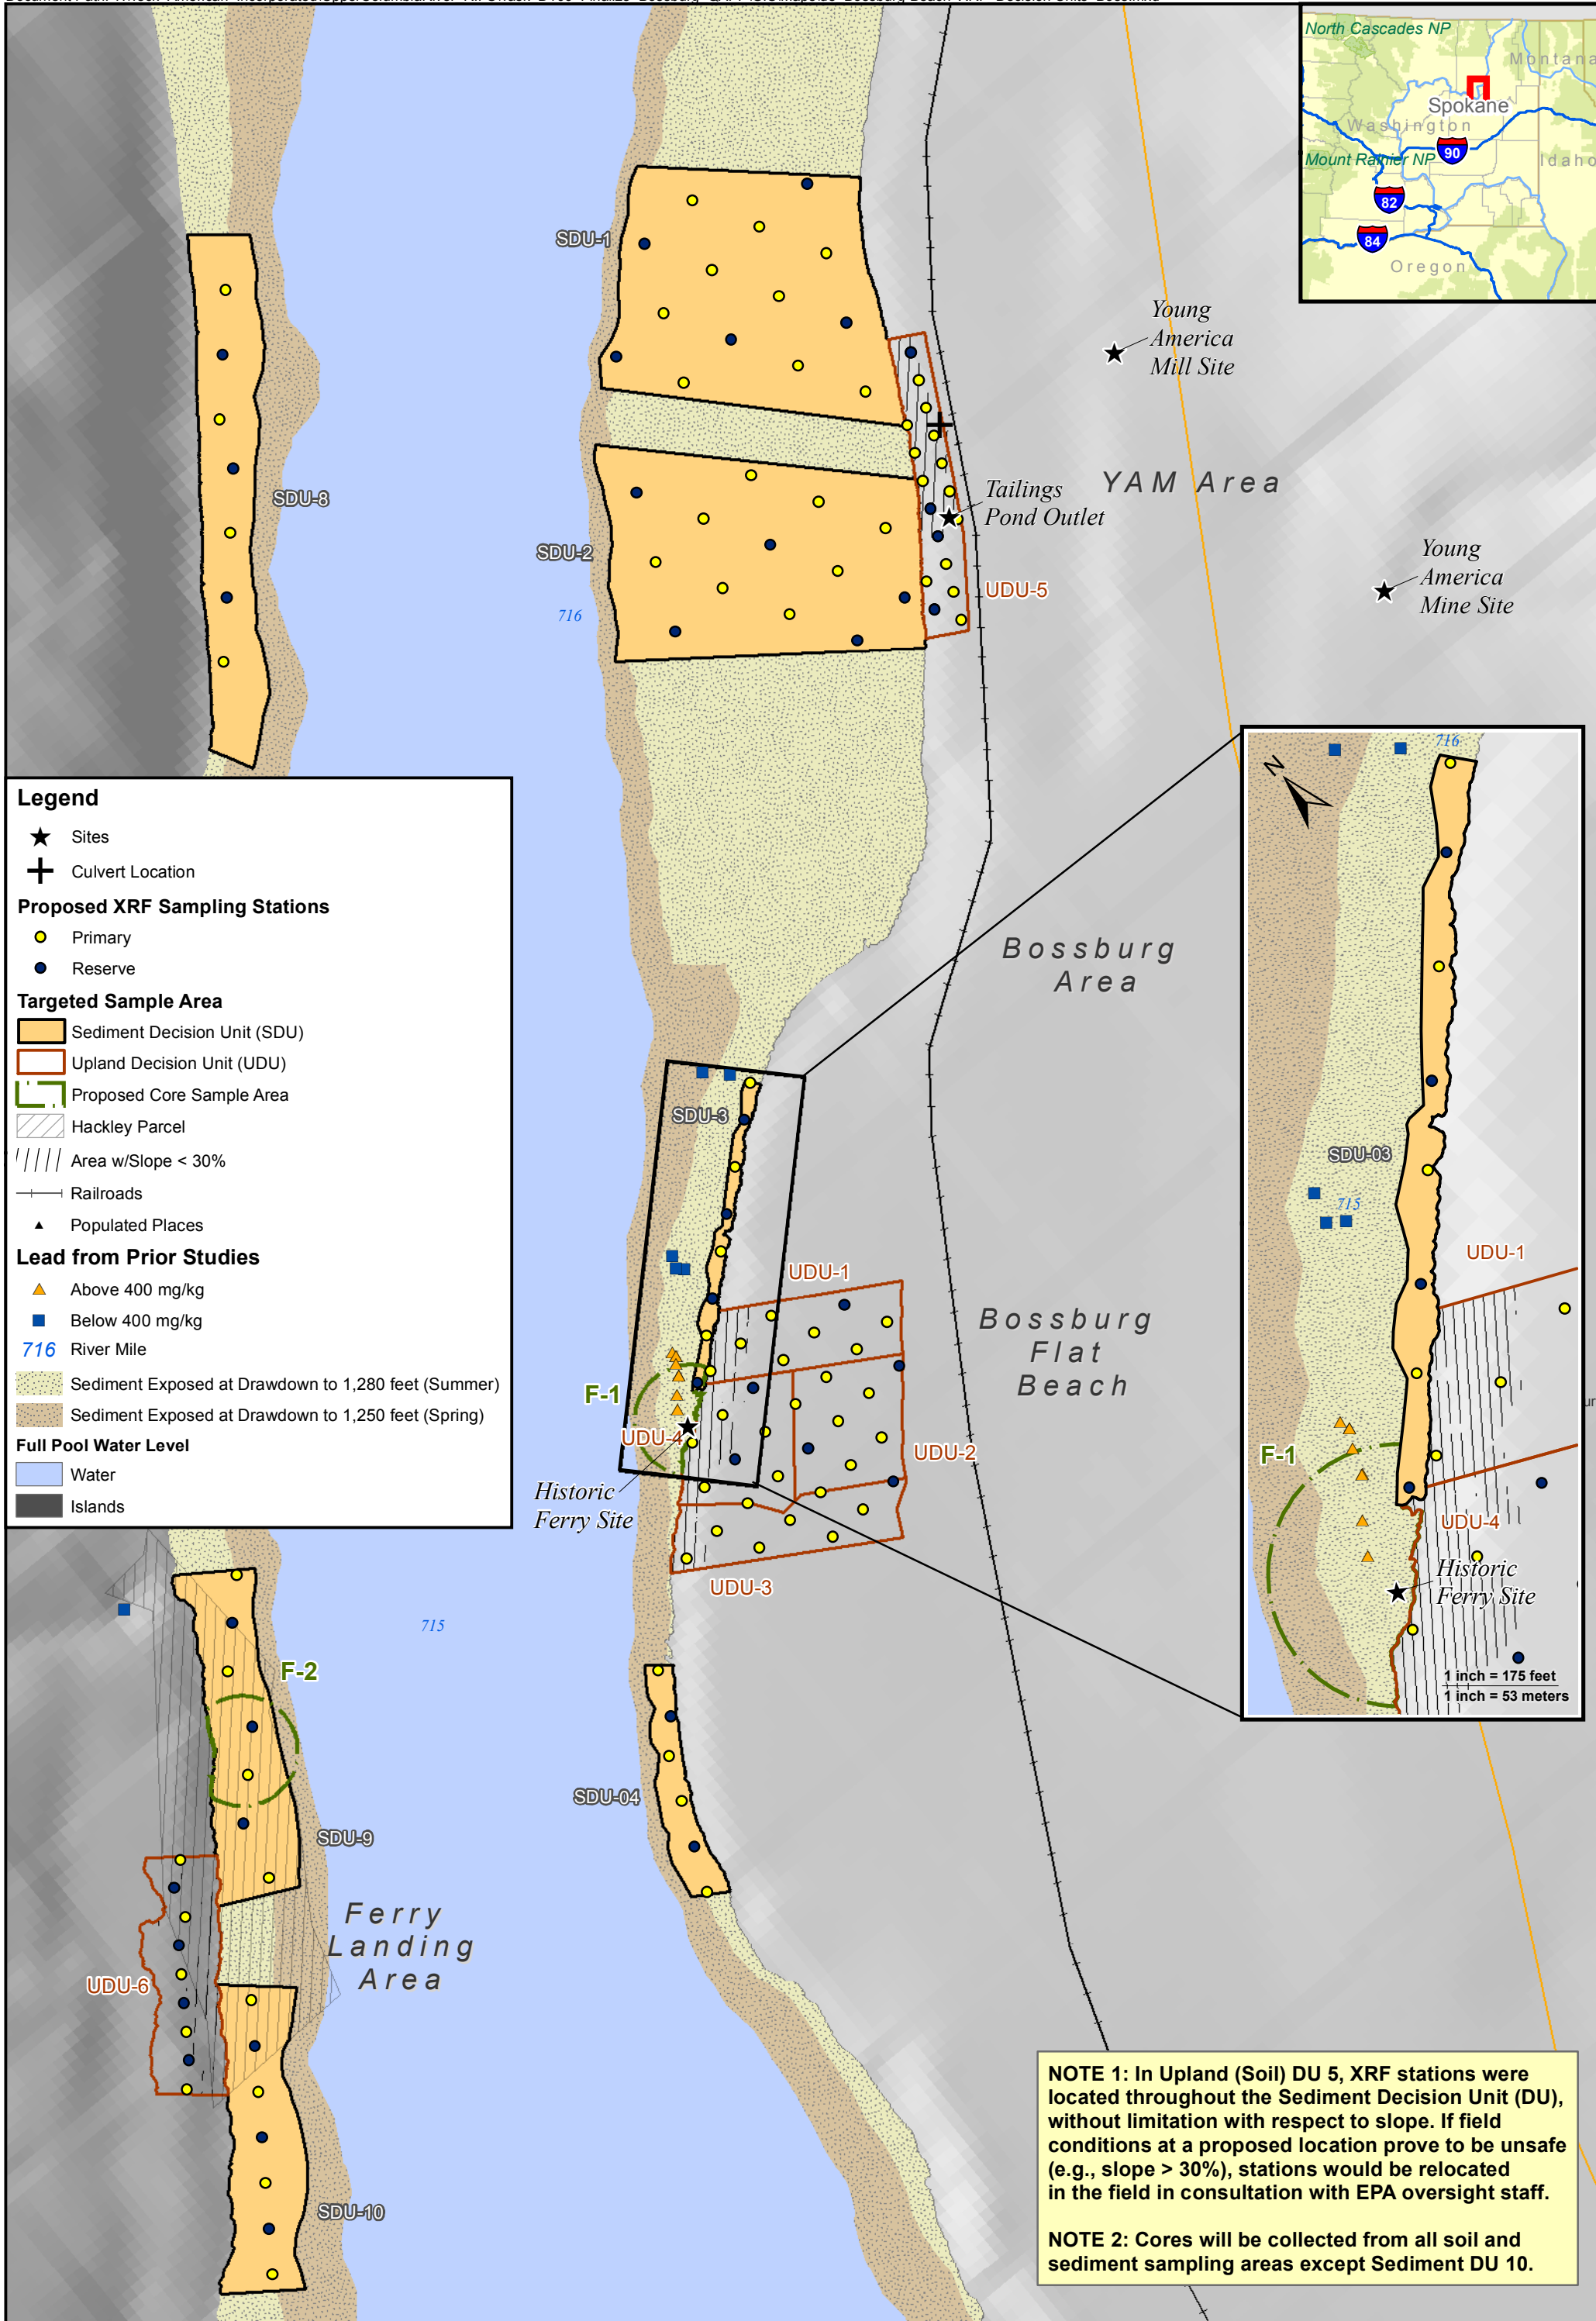 North Cascades NP
Montana
Spokane
Washington
90
Mount Rainier NP
Idaho
82
84
Oregon
SDU-1
Young
America
Mill Site
SDU-8
YAM Area
Tailings
Pond Outlet
SDU-2
Young
America
Mine Site
UDU-5
716
Legend
Sites
Culvert Location
Proposed XRF Sampling Stations
Primary
Reserve
Targeted Sample Area
Sediment Decision Unit (SDU)
Upland Decision Unit (UDU)
Proposed Core Sample Area
Hackley Parcel
Area w/Slope < 30%
Railroads
Populated Places
Lead from Prior Studies
Above 400 mg/kg
Below 400 mg/kg
716 River Mile
Sediment Exposed at Drawdown to 1,280 feet (Summer)
Sediment Exposed at Drawdown to 1,250 feet (Spring)
Full Pool Water Level
Water
Islands
Bossburg
Area
SDU-3
UDU-1
Bossburg
Flat
Beach
F-1
UDU-4
UDU-2
Historic
Ferry Site
UDU-3
716
N
SDU-03
715
UDU-1
F-1
UDU-4
Historic
Ferry Site
1 inch = 175 feet
1 inch = 53 meters
715
F-2
SDU-04
SDU-9
Ferry
Landing
Area
UDU-6
SDU-10
NOTE 1: In Upland (Soil) DU 5, XRF stations were
located throughout the Sediment Decision Unit (DU),
without limitation with respect to slope. If field
conditions at a proposed location prove to be unsafe
(e.g., slope > 30%), stations would be relocated
in the field in consultation with EPA oversight staff.
NOTE 2: Cores will be collected from all soil and
sediment sampling areas except Sediment DU 10.